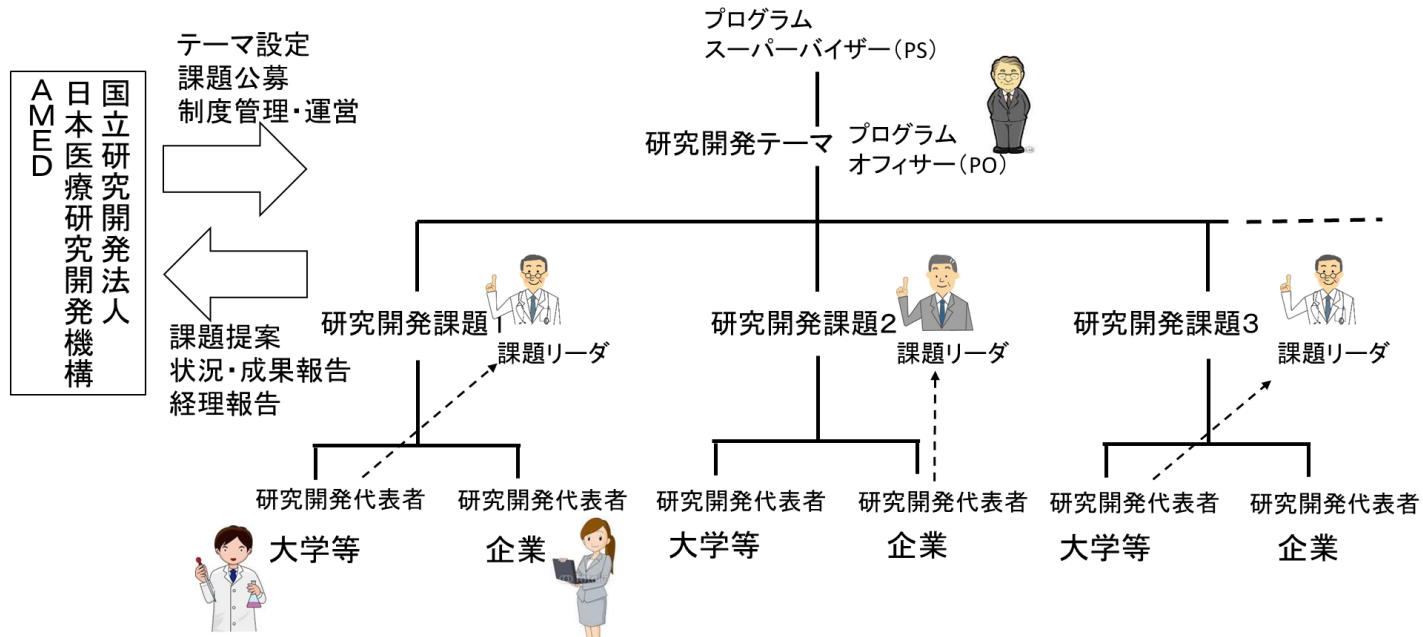 国立研究開発法人
日本医療研究開発機構
AMED
テーマ設定
課題公募
制度管理・運営
課題提案
状況・成果報告
経理報告
プログラム
スーパーバイザー(PS)
研究開発テーマ
プログラム
オフィサー(PO)
研究開発課題1
課題リーダ
研究開発課題2
課題リーダ
研究開発課題3
課題リーダ
研究開発代表者
大学等
研究開発代表者
企業
研究開発代表者
大学等
研究開発代表者
企業
研究開発代表者
大学等
研究開発代表者
企業